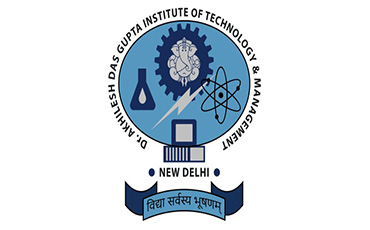 Dr. AKHILESH DAS GUPTA INSTITUTE OF TECHNOLOGY & MANAGEMENT
NEW DELHI
विद्या सर्वस्य भूषणम्